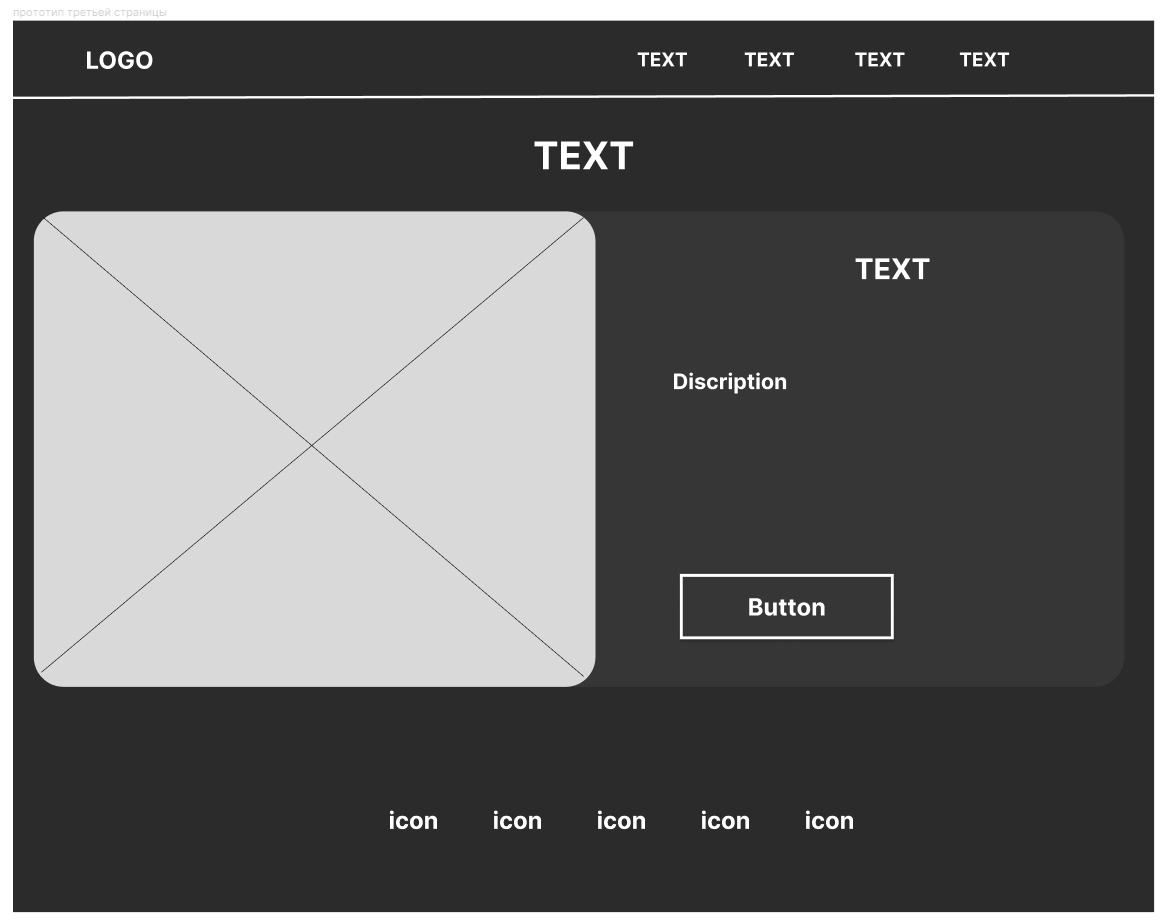 прототип третьей страницы
LOGO TEXT TEXT TEXT TEXT
TEXT
TEXT
Discription
Button
icon icon icon icon icon